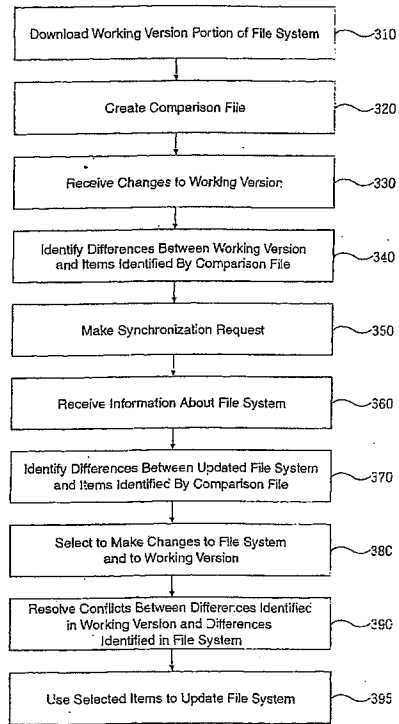 Download Working Version Portion of File System
310
Create Comparison File
320
Receive Changes to Working Version
330
Identify Differences Between Working Version
and Items Identified By Comparison File
340
Make Synchronization Request
350
Receive Information About File System
360
Identify Differences Between Updated File System
and Items Identified By Comparison File
370
Select to Make Changes to File System
and to Working Version
380
Resolve Conflicts Between Differences Identified
in Working Version and Differences
Identified in File System
390
Use Selected Items to Update File System
395